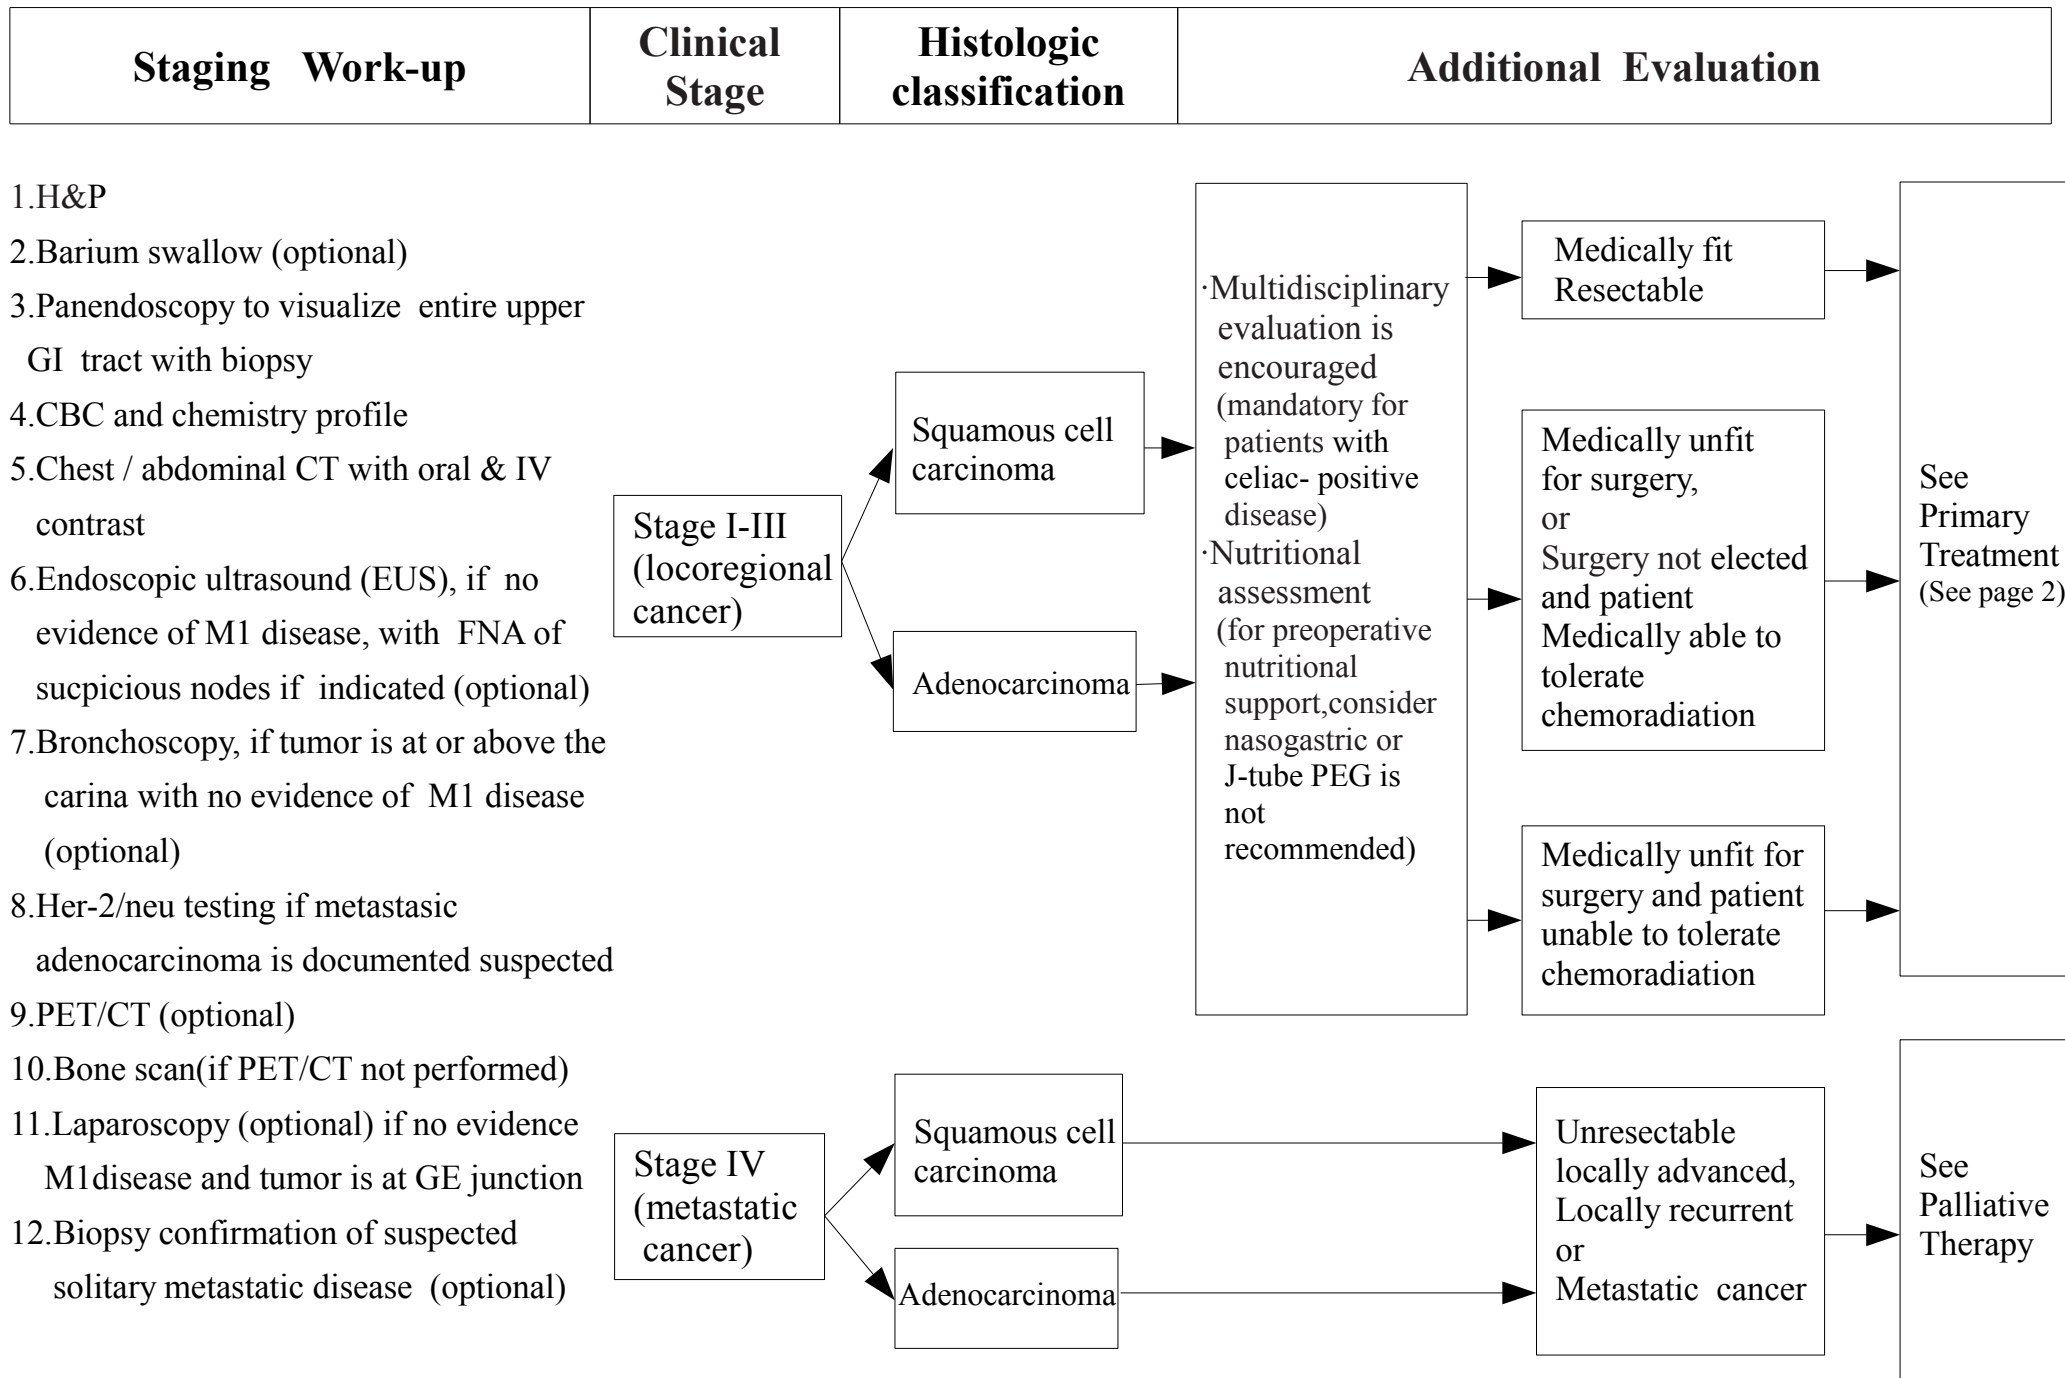 Staging Work-up
Clinical
Stage
Histologic
classification
Additional Evaluation
1.H&P
2.Barium swallow (optional)
3.Panendoscopy to visualize entire upper
GI tract with biopsy
4.CBC and chemistry profile
5.Chest / abdominal CT with oral & IV
contrast
6.Endoscopic ultrasound (EUS), if no
evidence of M1 disease, with FNA of
sucpicious nodes if indicated (optional)
7.Bronchoscopy, if tumor is at or above the
carina with no evidence of M1 disease
(optional)
8.Her-2/neu testing if metastasic
adenocarcinoma is documented suspected
9.PET/CT (optional)
10.Bone scan(if PET/CT not performed)
11.Laparoscopy (optional) if no evidence
M1disease and tumor is at GE junction
12.Biopsy confirmation of suspected
solitary metastatic disease (optional)
Stage I-III
(locoregional
cancer)
Squamous cell
carcinoma
Adenocarcinoma
·Multidisciplinary
evaluation is
encouraged
(mandatory for
patients with
celiac- positive
disease)
·Nutritional
assessment
(for preoperative
nutritional
support,consider
nasogastric or
J-tube PEG is
not
recommended)
Medically fit
Resectable
Medically unfit
for surgery,
or
Surgery not elected
and patient
Medically able to
tolerate
chemoradiation
Medically unfit for
surgery and patient
unable to tolerate
chemoradiation
See
Primary
Treatment
(See page 2)
Stage IV
(metastatic
cancer)
Squamous cell
carcinoma
Adenocarcinoma
Unresectable
locally advanced,
Locally recurrent
or
Metastatic cancer
See
Palliative
Therapy